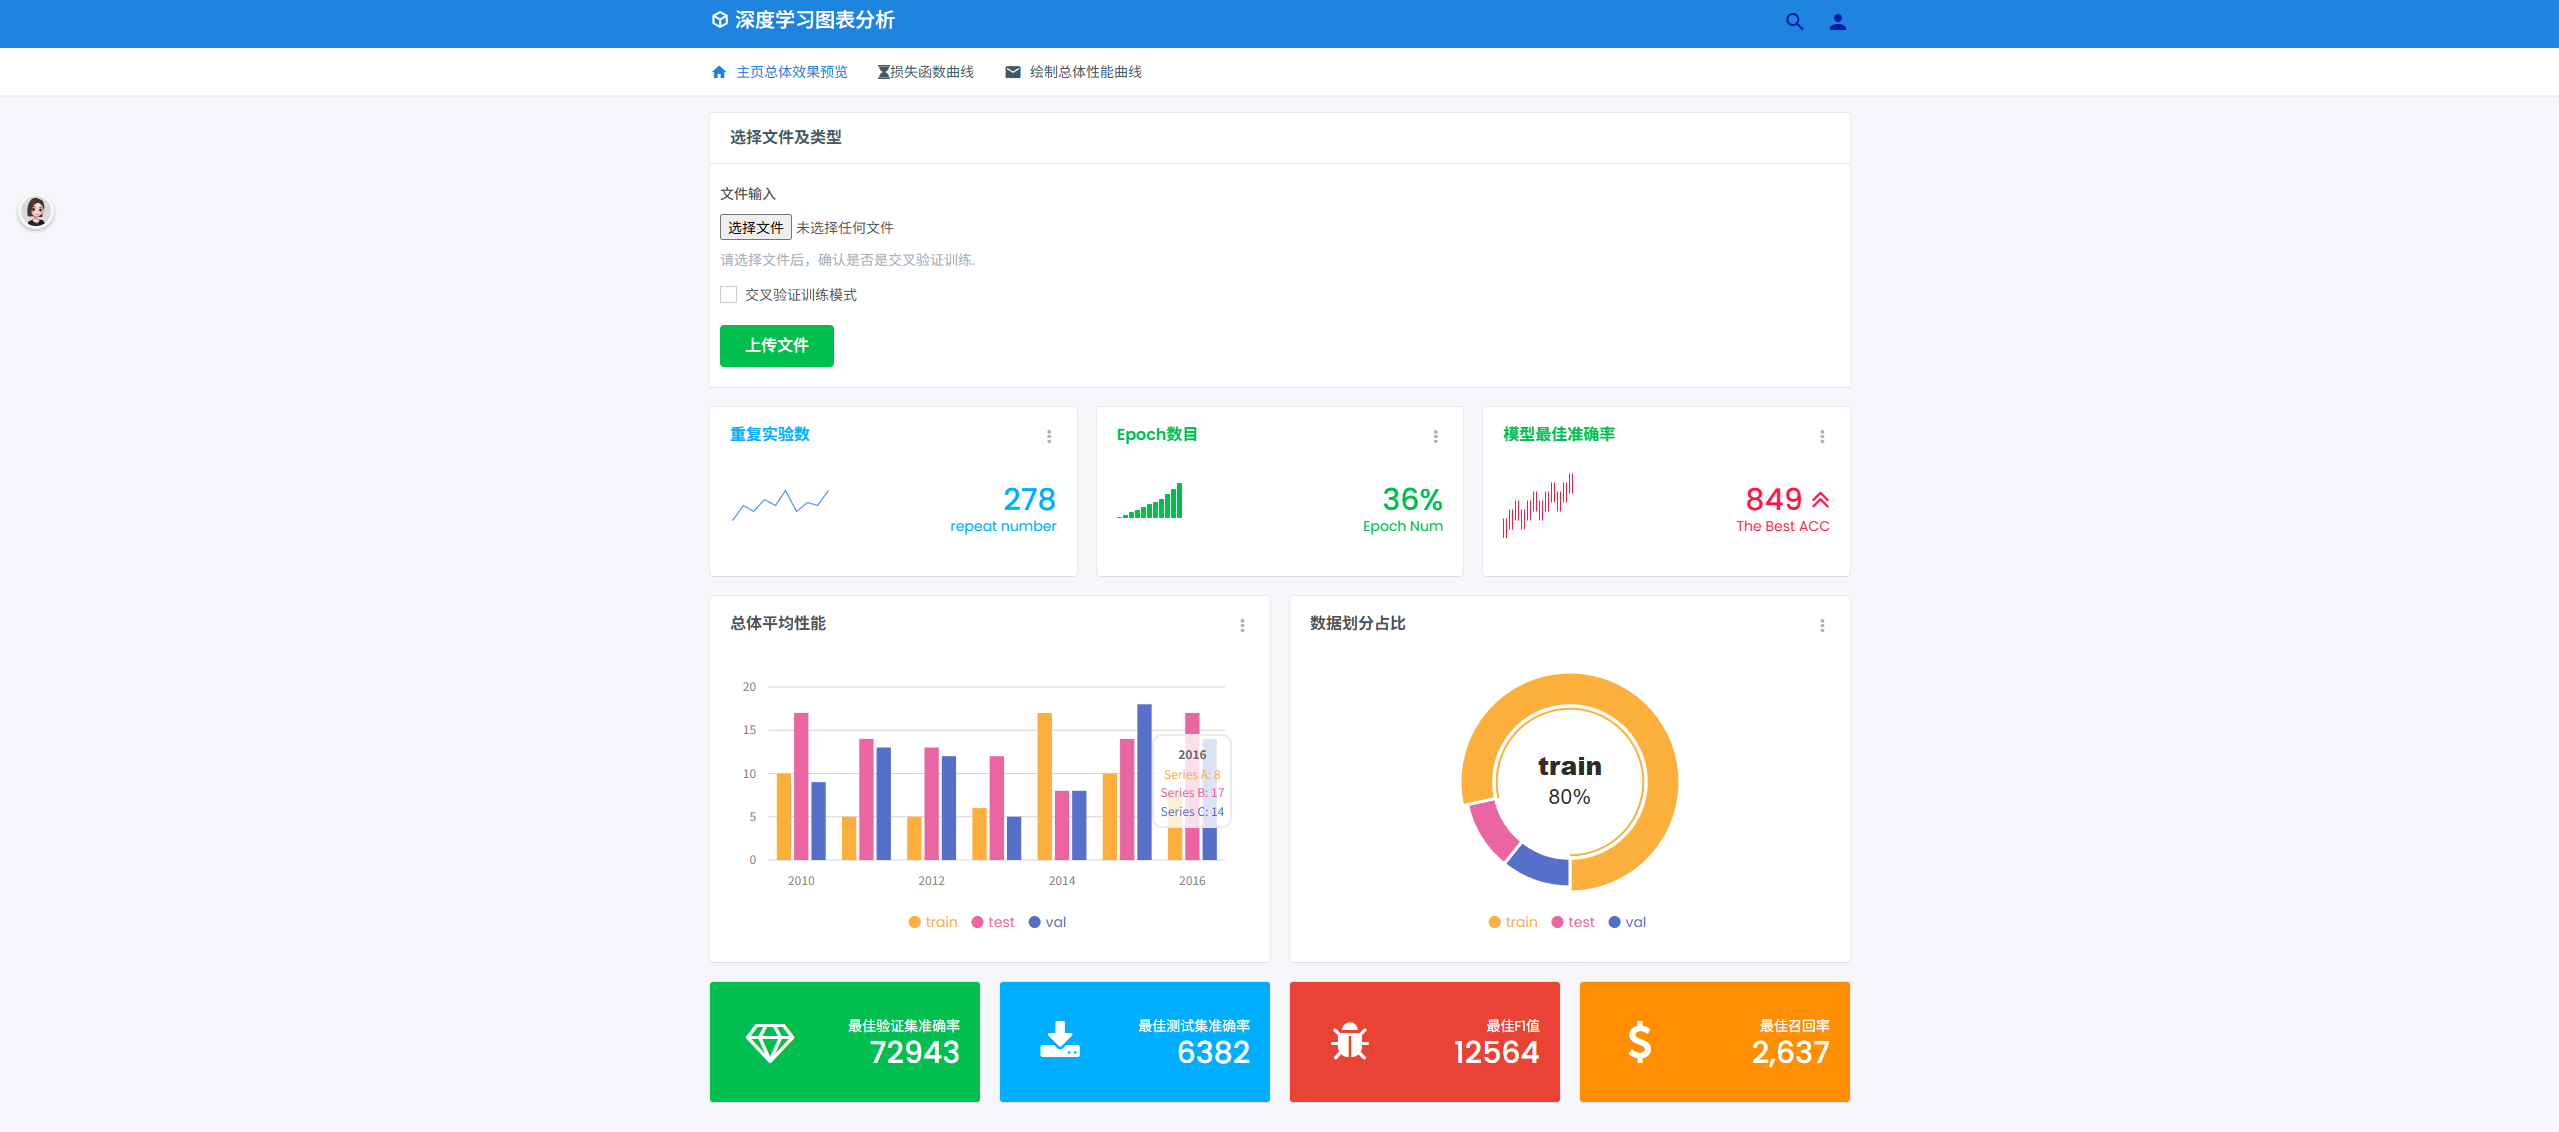 深度学习图表分析
主页总体效果预览 损失函数曲线 绘制总体性能曲线
选择文件及类型
文件输入
选择文件 未选择任何文件
请选择文件后，确认是否是交叉验证训练.
交叉验证训练模式
上传文件
重复实验数
278
repeat number
Epoch数目
36%
Epoch Num
模型最佳准确率
849
The Best ACC
总体平均性能
20
15
10
5
0
2010 2012 2014 2016
2016
Series A: 8
Series B: 17
Series C: 14
train test val
数据划分占比
train
80%
train test val
最佳验证集准确率
72943
最佳测试集准确率
6382
最佳F1值
12564
最佳召回率
2,637